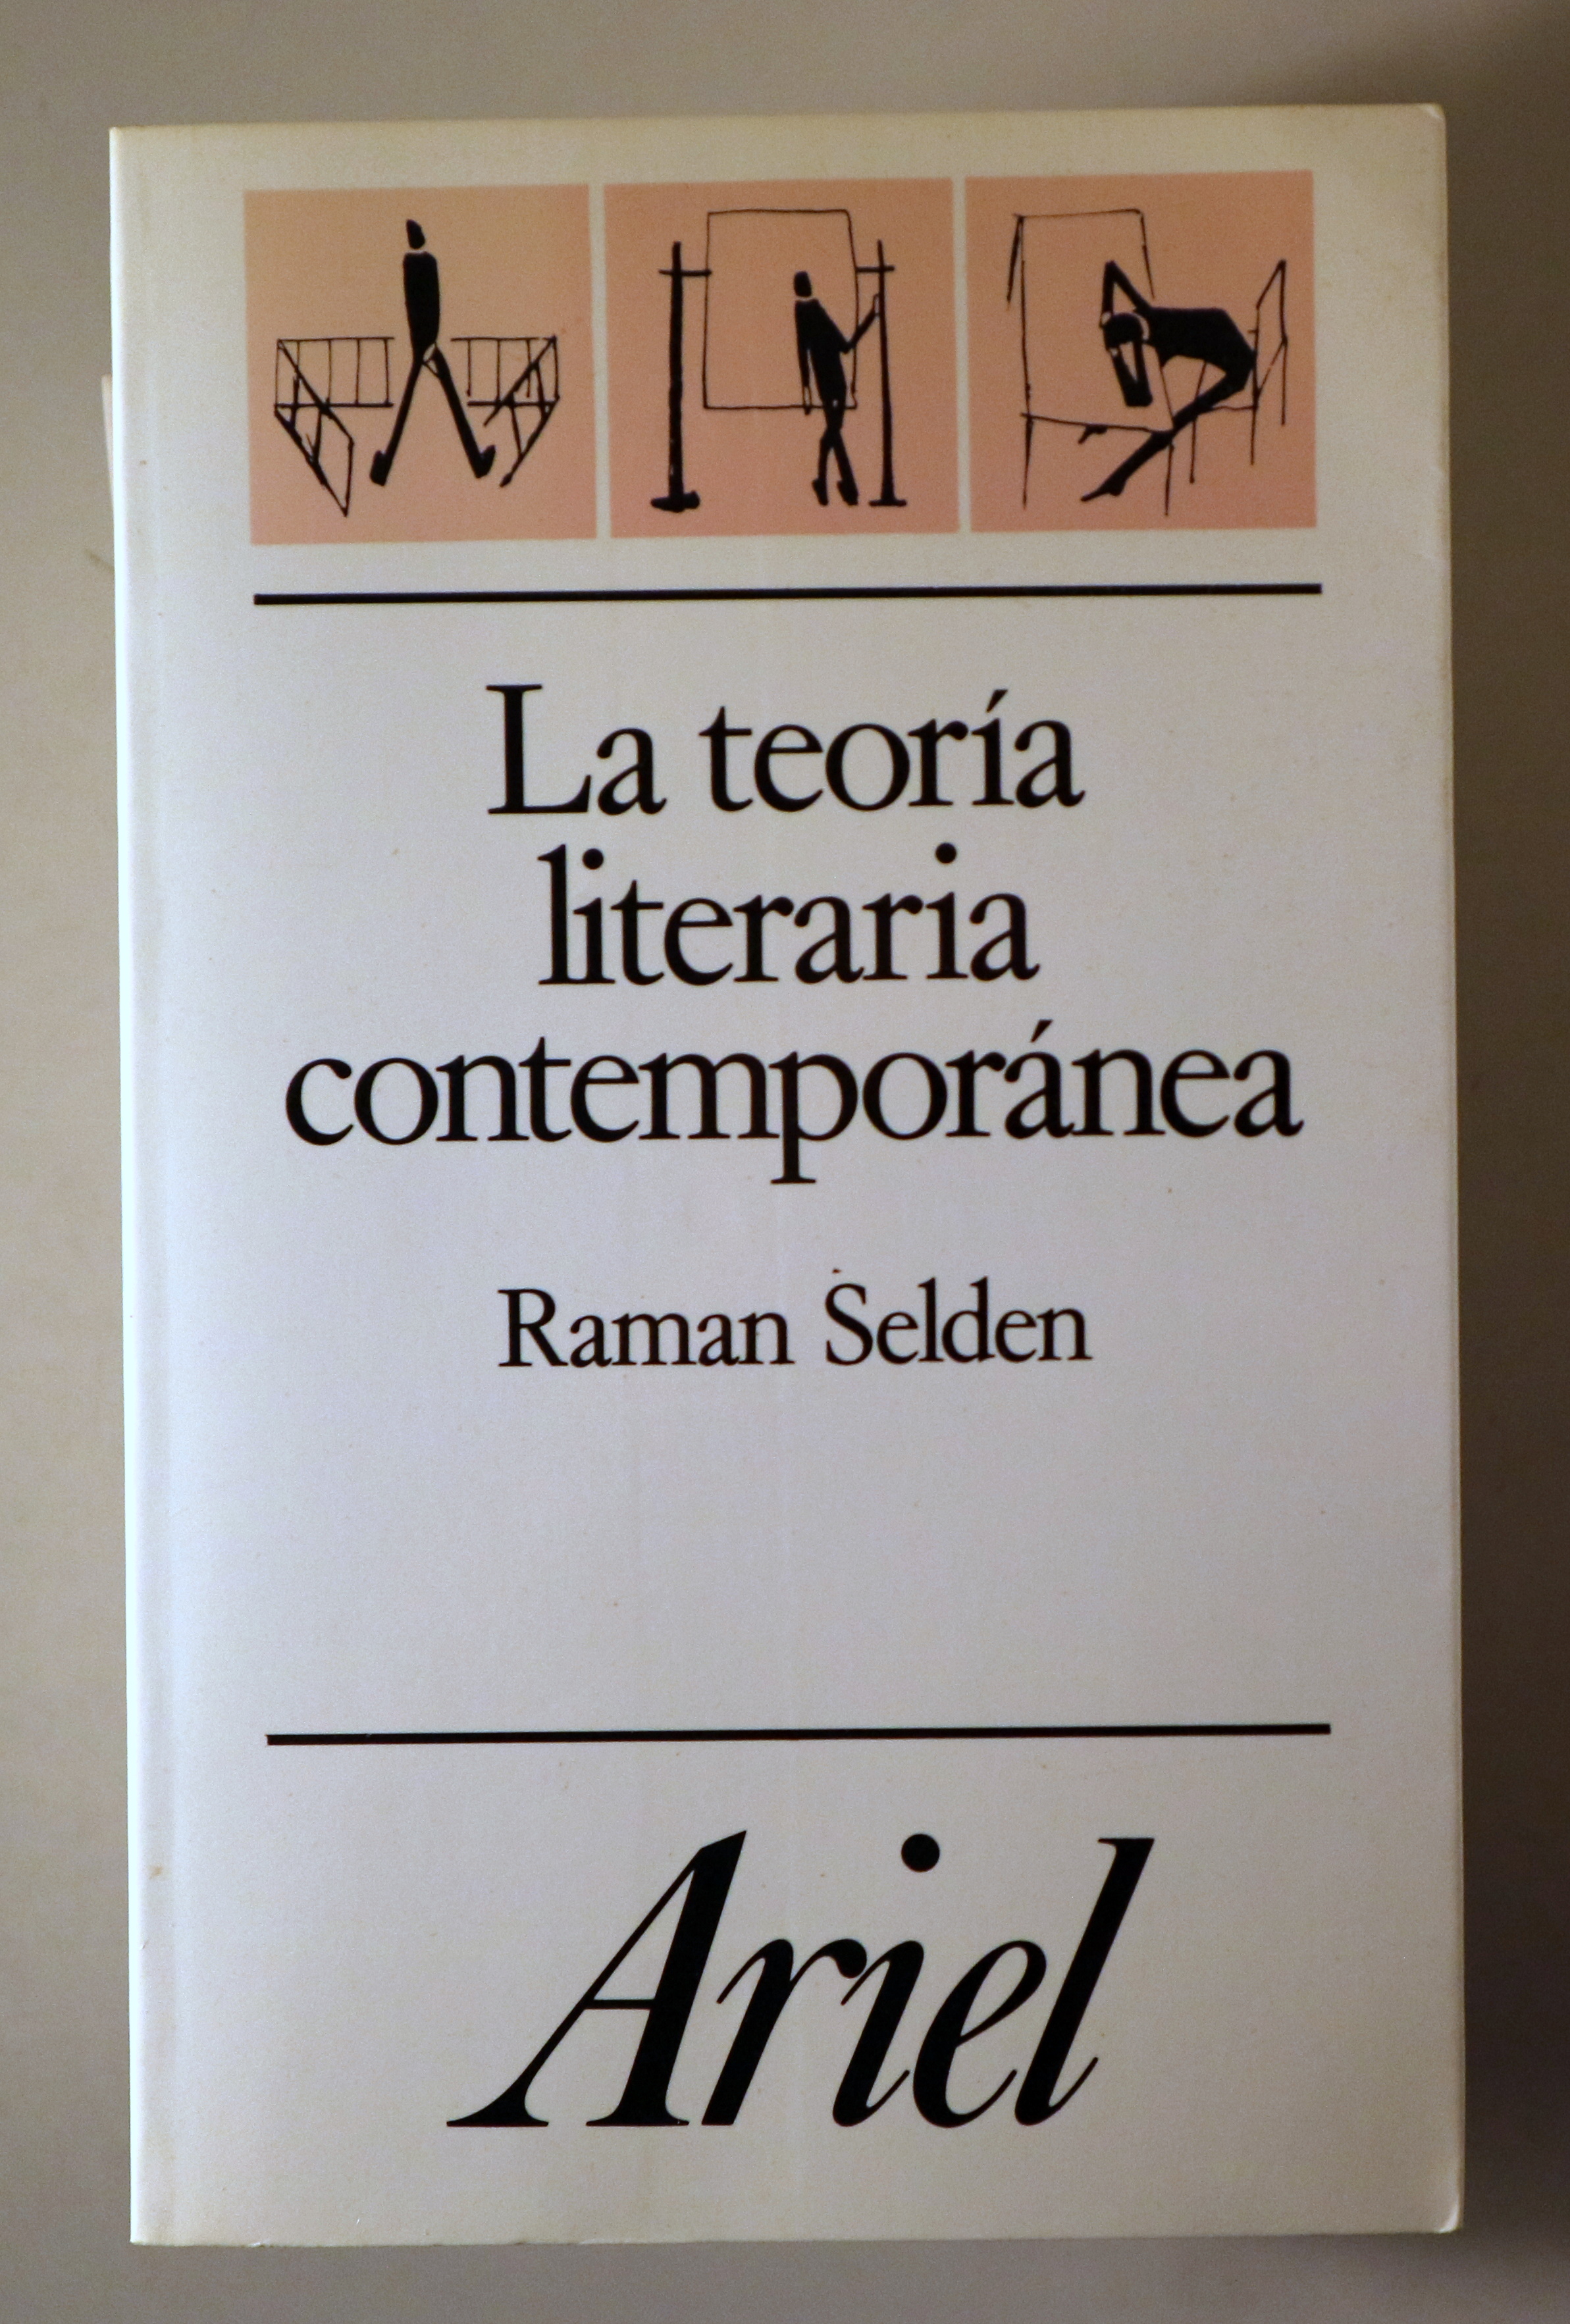 La teoría
literaria
contemporánea
Raman Selden
Ariel